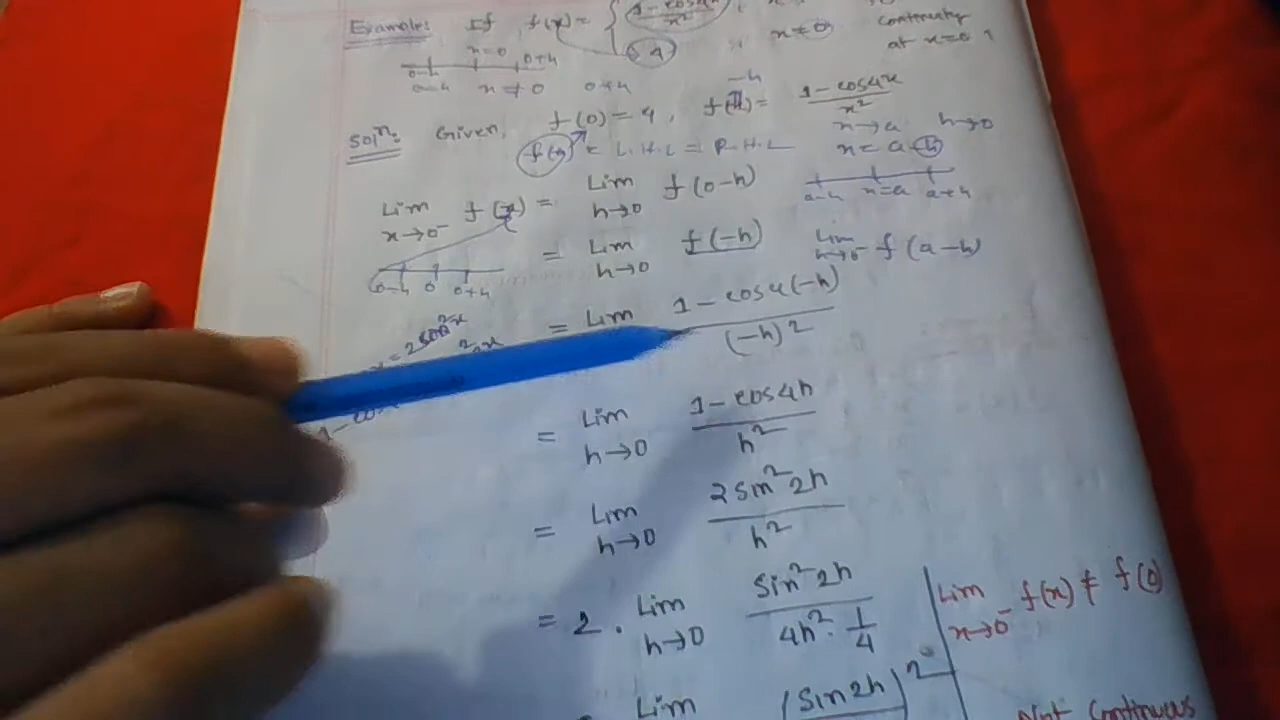 Example: If f(x) = { 1-cos4x / x² ;
4 ; x=0 continuity at x=0
x=0
0-h 0+h
a-h x≠0 0+h
Soln: Given, f(0) = 4, f( ) = 1-cos4x / x²
-h
x→a h→0
f(a) = L.H.L = R.H.L x = a-h
Lim x→0⁻ f(x) = Lim h→0 f(0-h)
a-h x=a a+h
= Lim h→0 f(-h) Lim h→0⁻ f(a-h)
0-h 0 0+h
= Lim 1-cos4(-h) / (-h)²
= Lim h→0 1-cos4h / h²
= Lim h→0 2sin²2h / h²
= 2. Lim h→0 Sin²2h / 4h². 1/4
Lim x→0⁻ f(x) ≠ f(0)
Lim (Sin2h)²
Not Continuous